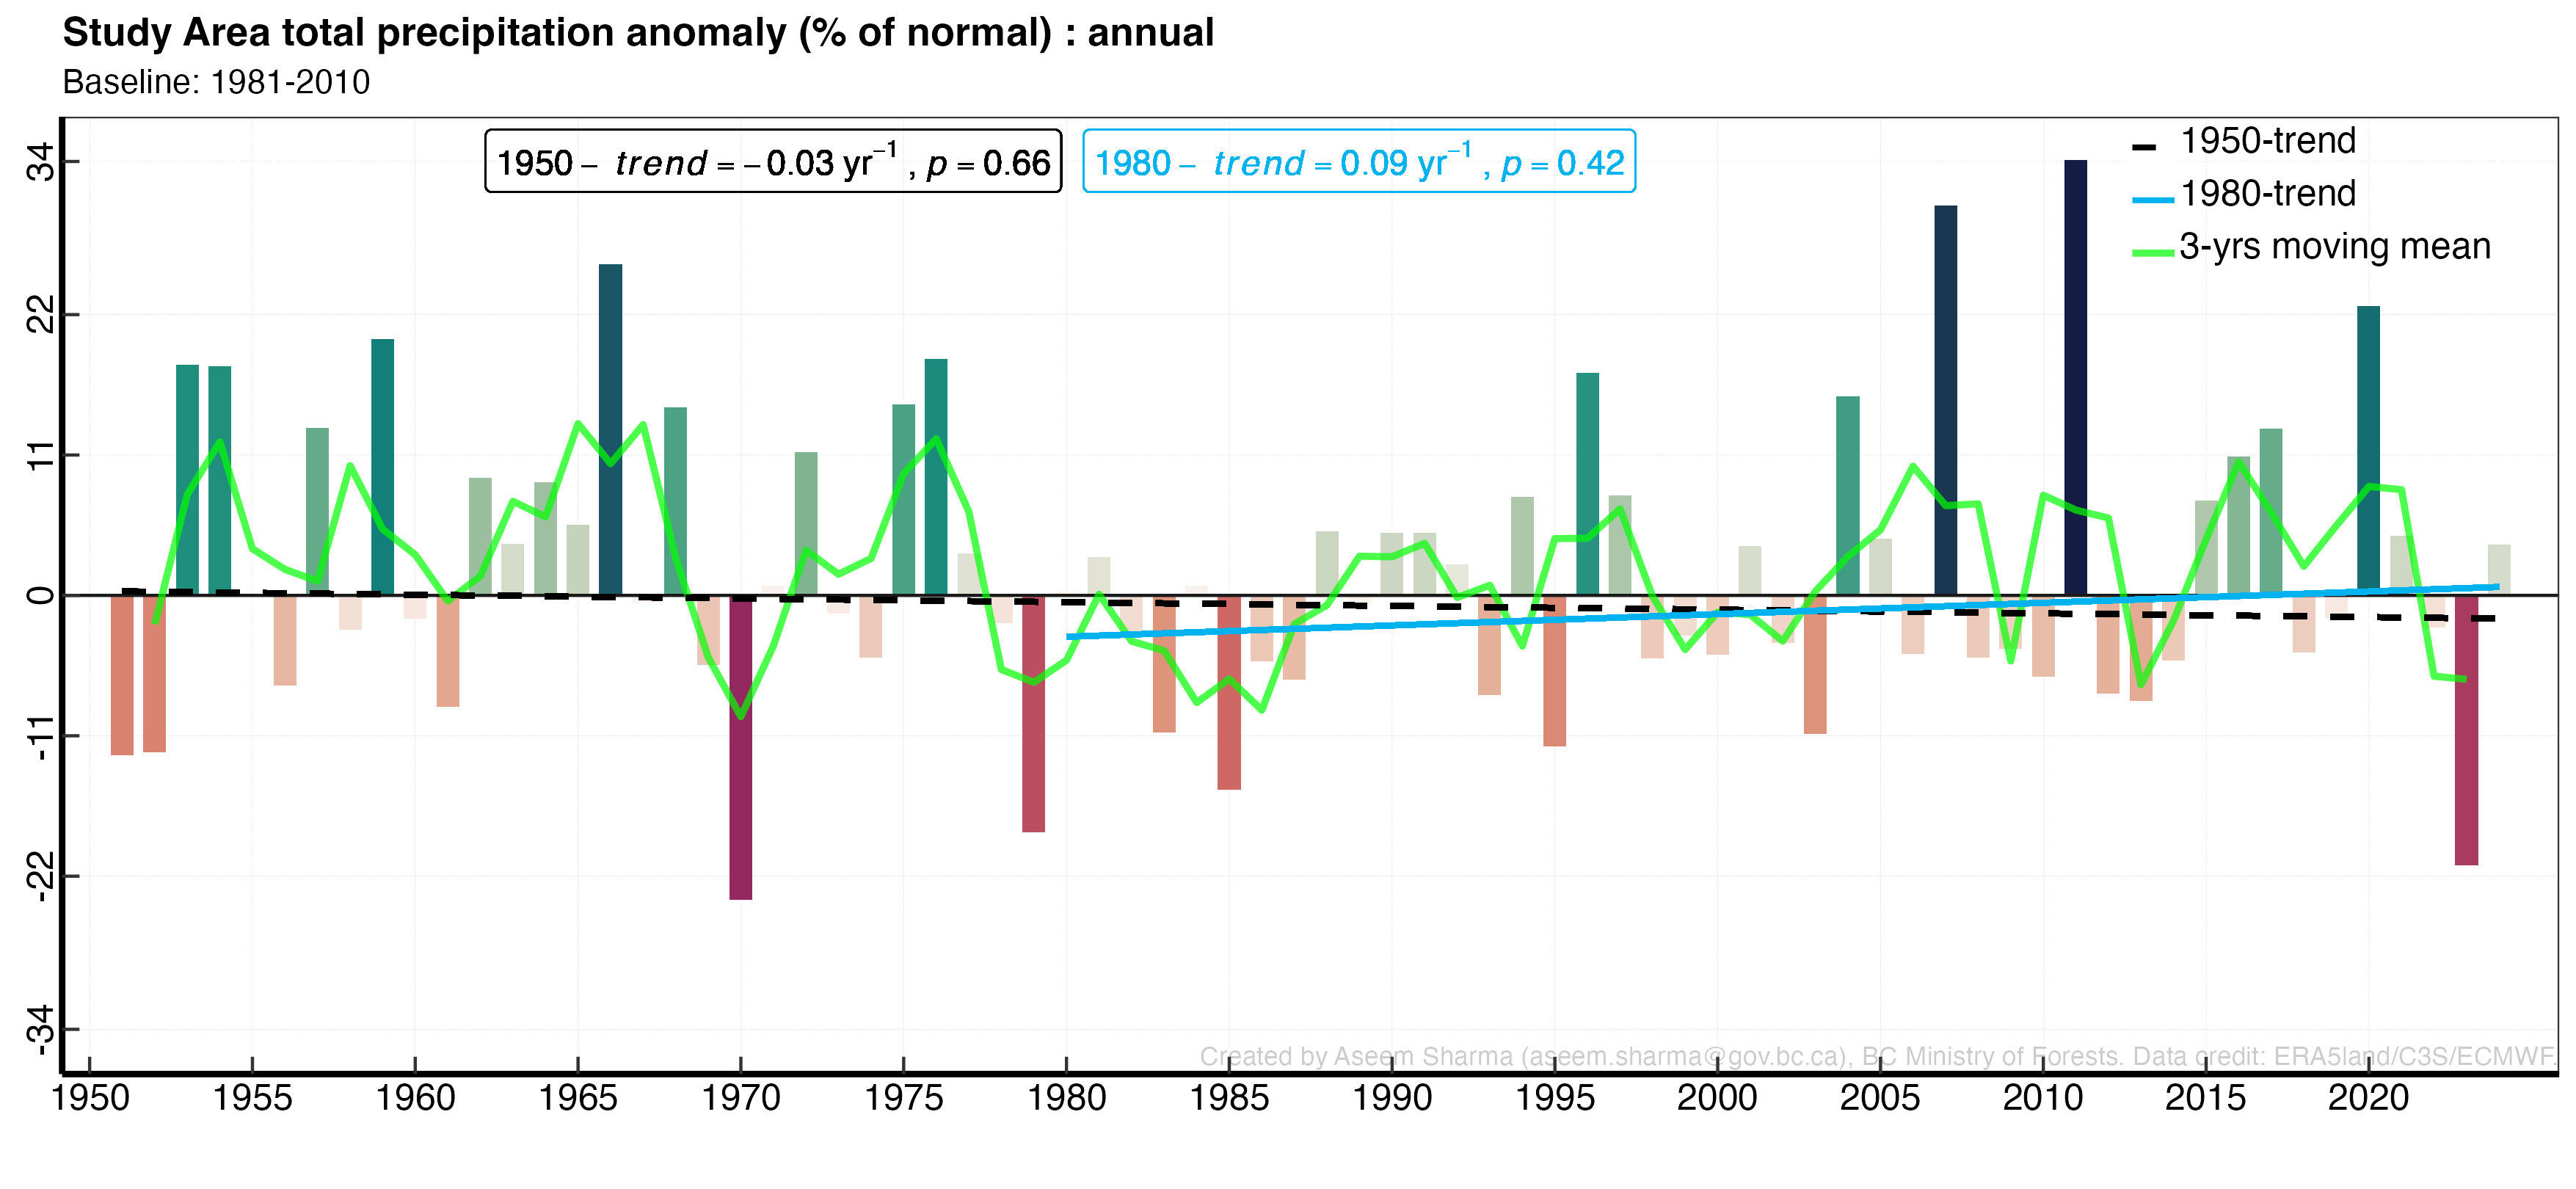 Study Area total precipitation anomaly (% of normal) : annual
Baseline: 1981-2010
1950 − trend = − 0.03 yr⁻¹ , p = 0.66
1980 − trend = 0.09 yr⁻¹ , p = 0.42
1950-trend
1980-trend
3-yrs moving mean
34
22
11
0
-11
-22
-34
Created by Aseem Sharma (aseem.sharma@gov.bc.ca), BC Ministry of Forests. Data credit: ERA5land/C3S/ECMWF.
1950 1955 1960 1965 1970 1975 1980 1985 1990 1995 2000 2005 2010 2015 2020